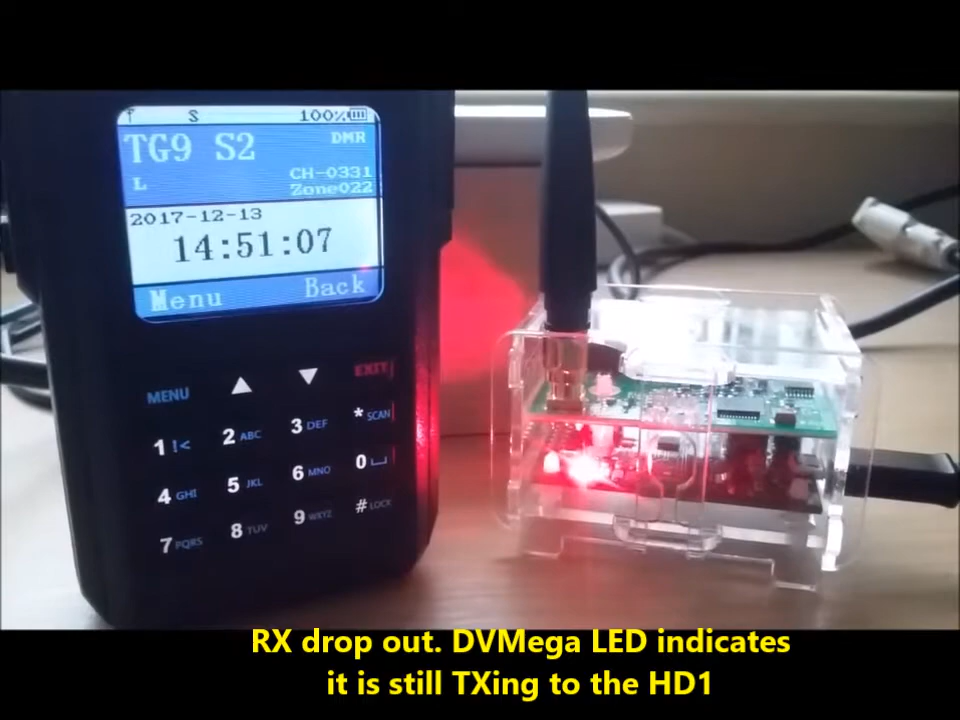 S 100%
TG9 S2 DMR
L CH-0331
Zone022
2017-12-13
14:51:07
Menu Back
MENU EXIT
1 !< 2 ABC 3 DEF * SCAN
4 GHI 5 JKL 6 MNO 0
7 PQRS 8 TUV 9 WXYZ # LOCK
RX drop out. DVMega LED indicates
it is still TXing to the HD1